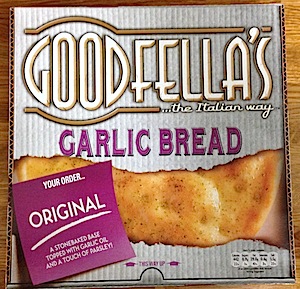 GOODFELLA'S
...the Italian way
GARLIC BREAD
YOUR ORDER...
ORIGINAL
A STONEBAKED BASE
TOPPED WITH GARLIC OIL
AND A TOUCH OF PARSLEY!
THIS WAY UP